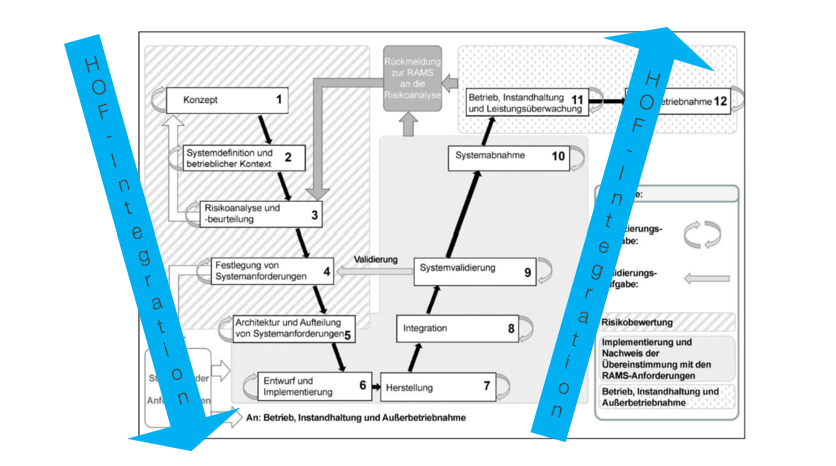 HOF-Integration
Konzept 1
Systemdefinition und
betrieblicher Kontext 2
Risikoanalyse und
-beurteilung 3
Festlegung von
Systemanforderungen 4
Architektur und Aufteilung
von Systemanforderungen 5
Entwurf und
Implementierung 6
Herstellung 7
Integration 8
Systemvalidierung 9
Validierung
Systemabnahme 10
Betrieb, Instandhaltung
und Leistungsüberwachung 11
etriebnahme 12
Rückmeldung
zur RAMS
an die
Risikoanalyse
HOF-Integration
Risikobewertung
Implementierung und
Nachweis der
Übereinstimmung mit den
RAMS-Anforderungen
Betrieb, Instandhaltung und
Außerbetriebnahme
An: Betrieb, Instandhaltung und Außerbetriebnahme